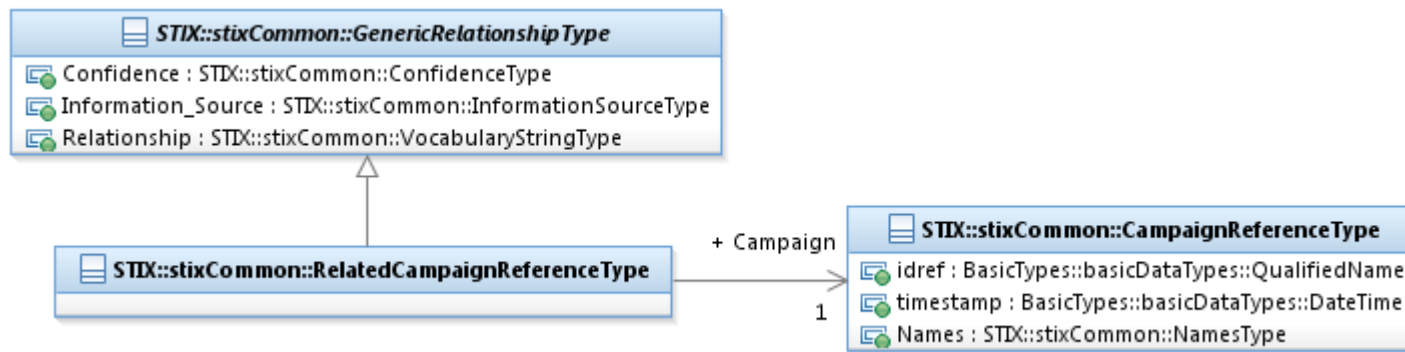 STIX::stixCommon::GenericRelationshipType
Confidence : STIX::stixCommon::ConfidenceType
Information_Source : STIX::stixCommon::InformationSourceType
Relationship : STIX::stixCommon::VocabularyStringType
STIX::stixCommon::RelatedCampaignReferenceType
+ Campaign
1
STIX::stixCommon::CampaignReferenceType
idref : BasicTypes::basicDataTypes::QualifiedName
timestamp : BasicTypes::basicDataTypes::DateTime
Names : STIX::stixCommon::NamesType